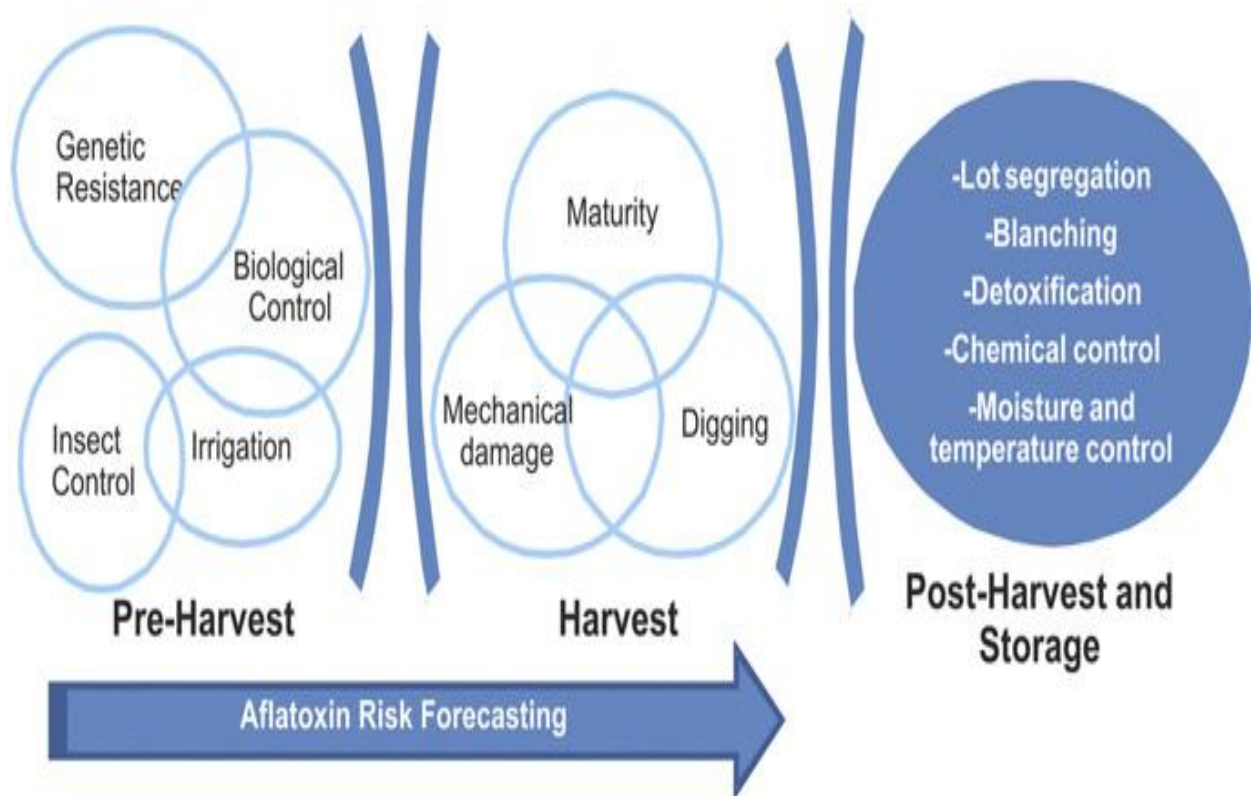 Genetic
Resistance
Biological
Control
Insect
Control
Irrigation
Pre-Harvest
Maturity
Mechanical
damage
Digging
Harvest
-Lot segregation
-Blanching
-Detoxification
-Chemical control
-Moisture and
temperature control
Post-Harvest and
Storage
Aflatoxin Risk Forecasting